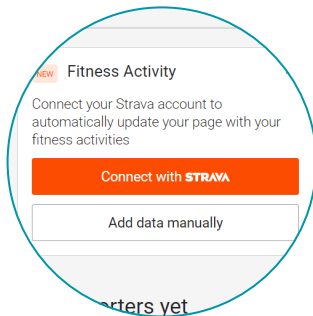 NEW Fitness Activity
Connect your Strava account to
automatically update your page with your
fitness activities
Connect with STRAVA
Add data manually
yet